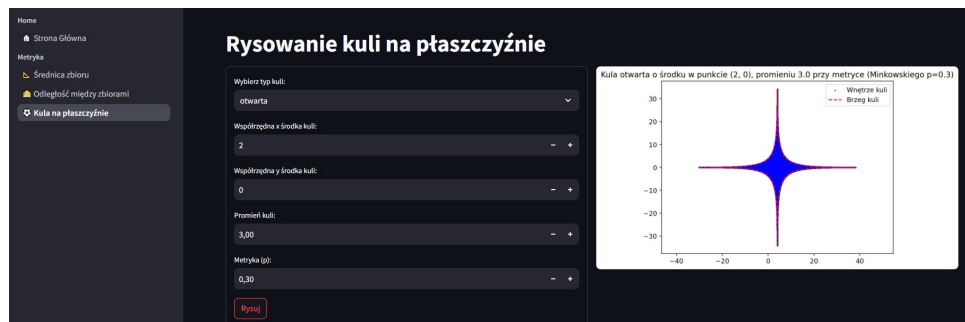 Home
Strona Główna
Metryka
Średnica zbioru
Odległość między zbiorami
Kula na płaszczyźnie
Rysowanie kuli na płaszczyźnie
Wybierz typ kuli:
otwarta
Współrzędna x środka kuli:
2
Współrzędna y środka kuli:
0
Promień kuli:
3,00
Metryka (p):
0,30
Rysuj
Kula otwarta o środku w punkcie (2, 0), promieniu 3.0 przy metryce (Minkowskiego p=0.3)
Wnętrze kuli
Brzeg kuli
30
20
10
0
−10
−20
−30
−40 −20 0 20 40